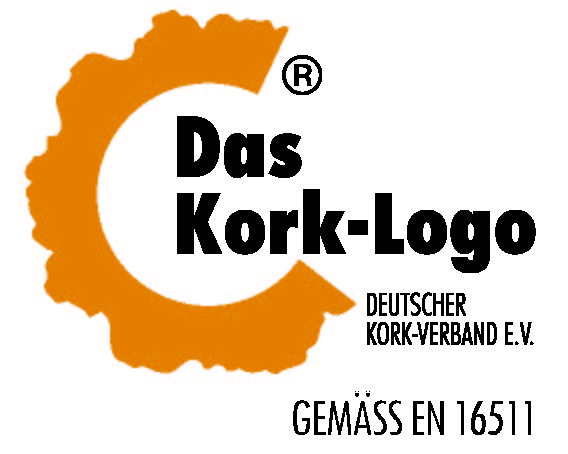 ®
Das
Kork-Logo
DEUTSCHER
KORK-VERBAND E.V.
GEMÄSS EN 16511